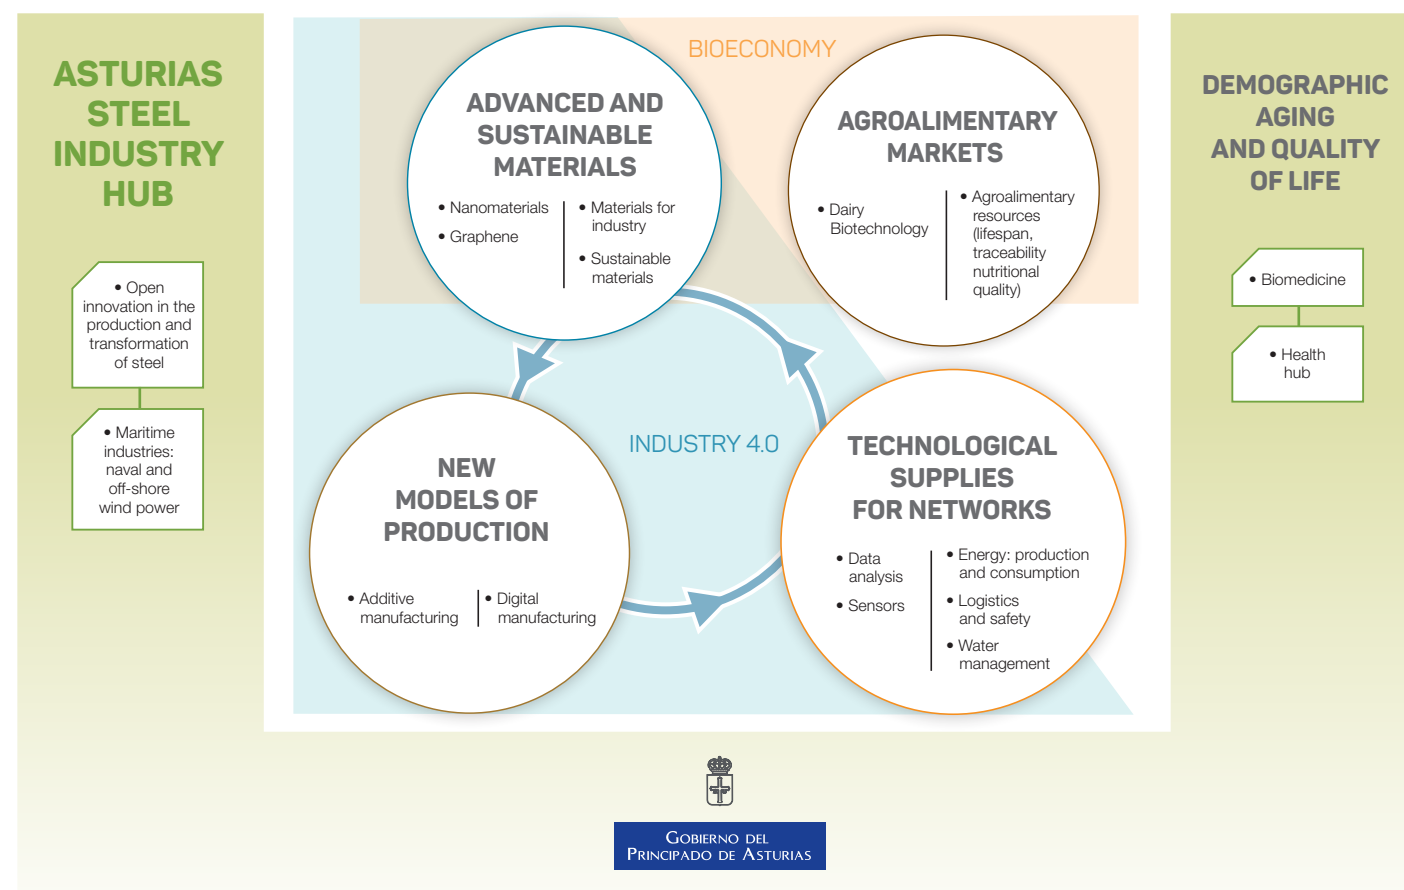 ASTURIAS
STEEL
INDUSTRY
HUB
• Open
innovation in the
production and
transformation
of steel
• Maritime
industries:
naval and
off-shore
wind power
BIOECONOMY
ADVANCED AND
SUSTAINABLE
MATERIALS
• Nanomaterials
• Graphene
• Materials for
industry
• Sustainable
materials
AGROALIMENTARY
MARKETS
• Dairy
Biotechnology
• Agroalimentary
resources
(lifespan,
traceability
nutritional
quality)
INDUSTRY 4.0
NEW
MODELS OF
PRODUCTION
• Additive
manufacturing
• Digital
manufacturing
TECHNOLOGICAL
SUPPLIES
FOR NETWORKS
• Data
analysis
• Sensors
• Energy: production
and consumption
• Logistics
and safety
• Water
management
DEMOGRAPHIC
AGING
AND QUALITY
OF LIFE
• Biomedicine
• Health
hub
GOBIERNO DEL
PRINCIPADO DE ASTURIAS